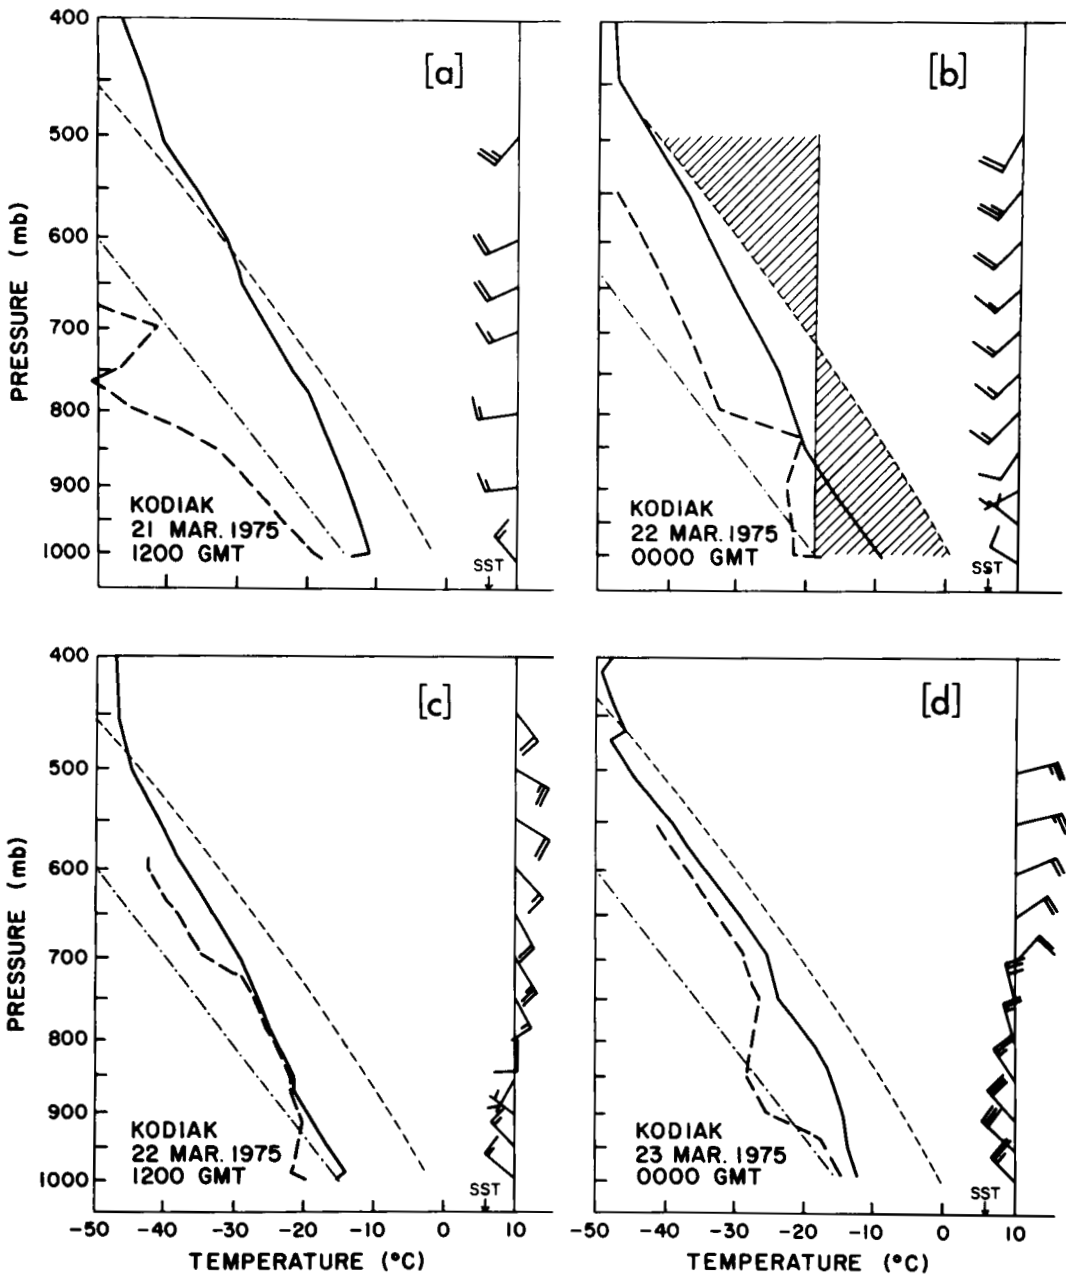 400
500
600
700
800
900
1000
PRESSURE (mb)
[a]
KODIAK
21 MAR. 1975
1200 GMT
SST
[b]
KODIAK
22 MAR. 1975
0000 GMT
SST
400
500
600
700
800
900
1000
PRESSURE (mb)
[c]
KODIAK
22 MAR. 1975
1200 GMT
SST
-50 -40 -30 -20 -10 0 10
TEMPERATURE (°C)
[d]
KODIAK
23 MAR. 1975
0000 GMT
SST
-50 -40 -30 -20 -10 0 10
TEMPERATURE (°C)